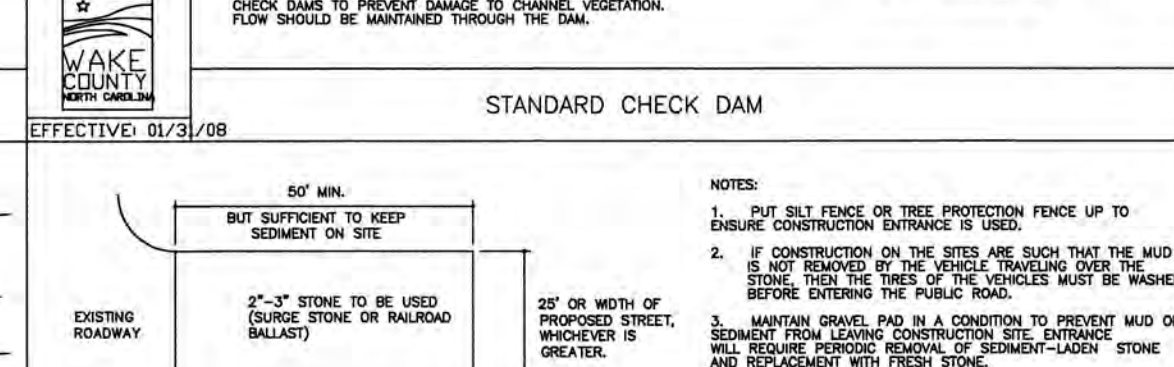 CHECK DAMS TO PREVENT DAMAGE TO CHANNEL VEGETATION.
FLOW SHOULD BE MAINTAINED THROUGH THE DAM.
WAKE
COUNTY
NORTH CAROLINA
STANDARD CHECK DAM
EFFECTIVE: 01/31/08
50' MIN.
BUT SUFFICIENT TO KEEP
SEDIMENT ON SITE
EXISTING
ROADWAY
2"-3" STONE TO BE USED
(SURGE STONE OR RAILROAD
BALLAST)
25' OR WIDTH OF
PROPOSED STREET,
WHICHEVER IS
GREATER.
NOTES:
1. PUT SILT FENCE OR TREE PROTECTION FENCE UP TO
ENSURE CONSTRUCTION ENTRANCE IS USED.
2. IF CONSTRUCTION ON THE SITES ARE SUCH THAT THE MUD
IS NOT REMOVED BY THE VEHICLE TRAVELING OVER THE
STONE, THEN THE TIRES OF THE VEHICLES MUST BE WASHE
BEFORE ENTERING THE PUBLIC ROAD.
3. MAINTAIN GRAVEL PAD IN A CONDITION TO PREVENT MUD O
SEDIMENT FROM LEAVING CONSTRUCTION SITE. ENTRANCE
WILL REQUIRE PERIODIC REMOVAL OF SEDIMENT-LADEN STONE
AND REPLACEMENT WITH FRESH STONE.